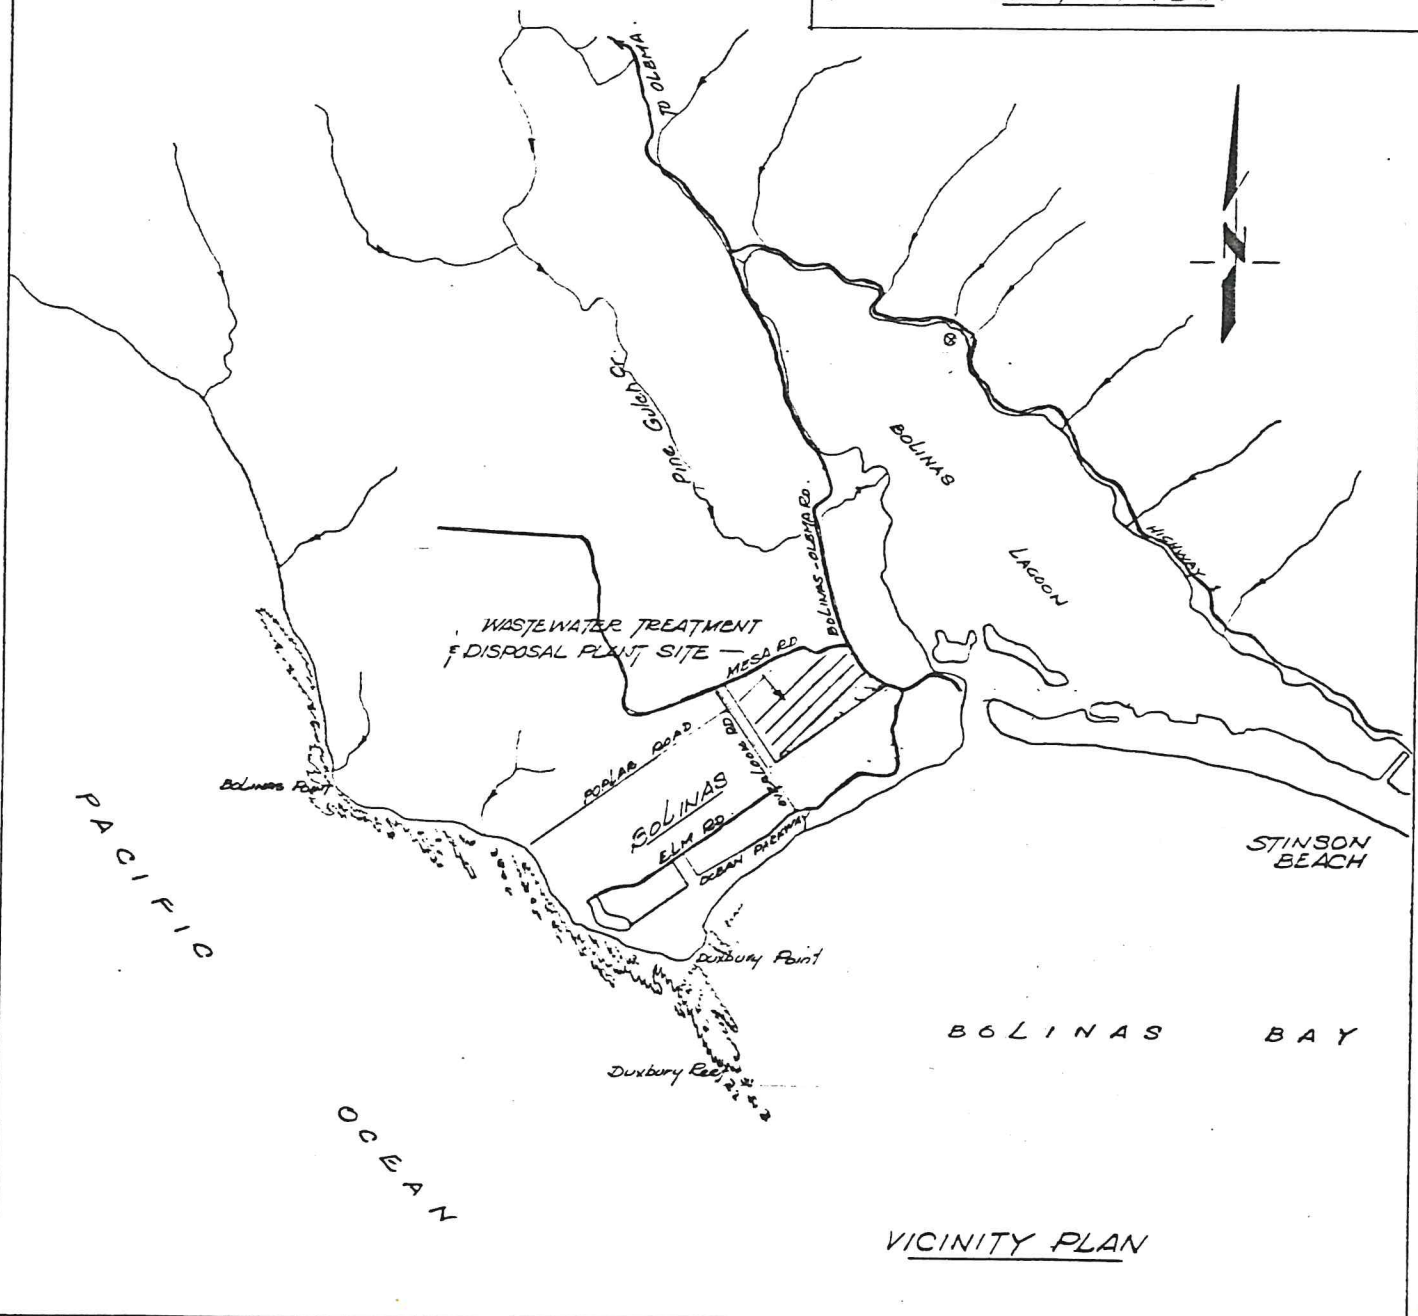 TO OLEMA
N
Pine Gulch Cr.
BOLINAS
LAGOON
BOLINAS - OLEMA RD.
HIGHWAY
WASTEWATER TREATMENT
& DISPOSAL PLANT SITE
MESA RD
POPLAR ROAD
OVERLOOK RD
BOLINAS
ELM RD.
OCEAN PARKWAY
Bolinas Point
STINSON
BEACH
PACIFIC
OCEAN
Duxbury Point
Duxbury Reef
BOLINAS BAY
VICINITY PLAN